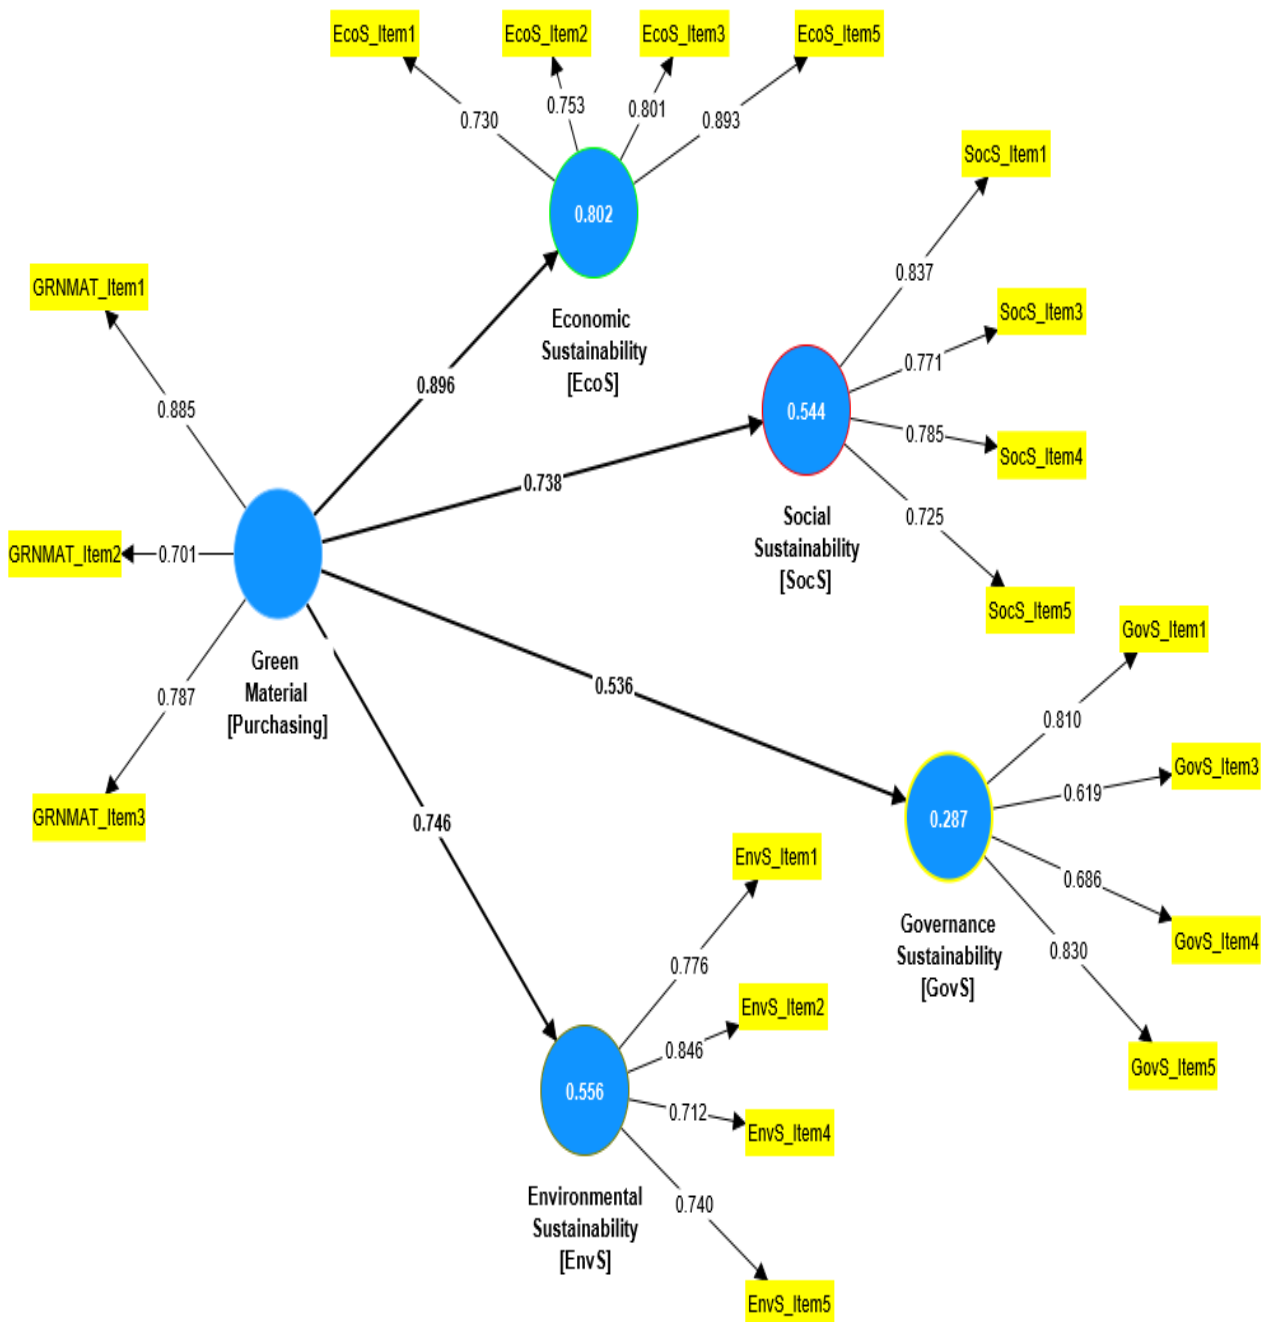 EcoS_Item1
EcoS_Item2
EcoS_Item3
EcoS_Item5
0.730
0.753
0.801
0.893
0.802
Economic
Sustainability
[EcoS]
SocS_Item1
SocS_Item3
SocS_Item4
SocS_Item5
0.837
0.771
0.785
0.725
0.544
Social
Sustainability
[SocS]
GRNMAT_Item1
GRNMAT_Item2
GRNMAT_Item3
0.885
0.701
0.787
Green
Material
[Purchasing]
0.896
0.738
0.536
0.746
GovS_Item1
GovS_Item3
GovS_Item4
GovS_Item5
0.810
0.619
0.686
0.830
0.287
Governance
Sustainability
[GovS]
EnvS_Item1
EnvS_Item2
EnvS_Item4
EnvS_Item5
0.776
0.846
0.712
0.740
0.556
Environmental
Sustainability
[EnvS]